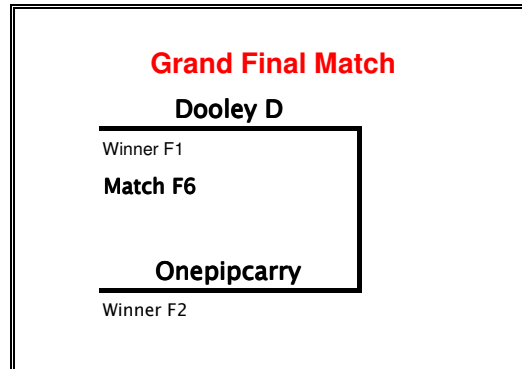 Grand Final Match
Dooley D
Winner F1
Match F6
Onepipcarry
Winner F2